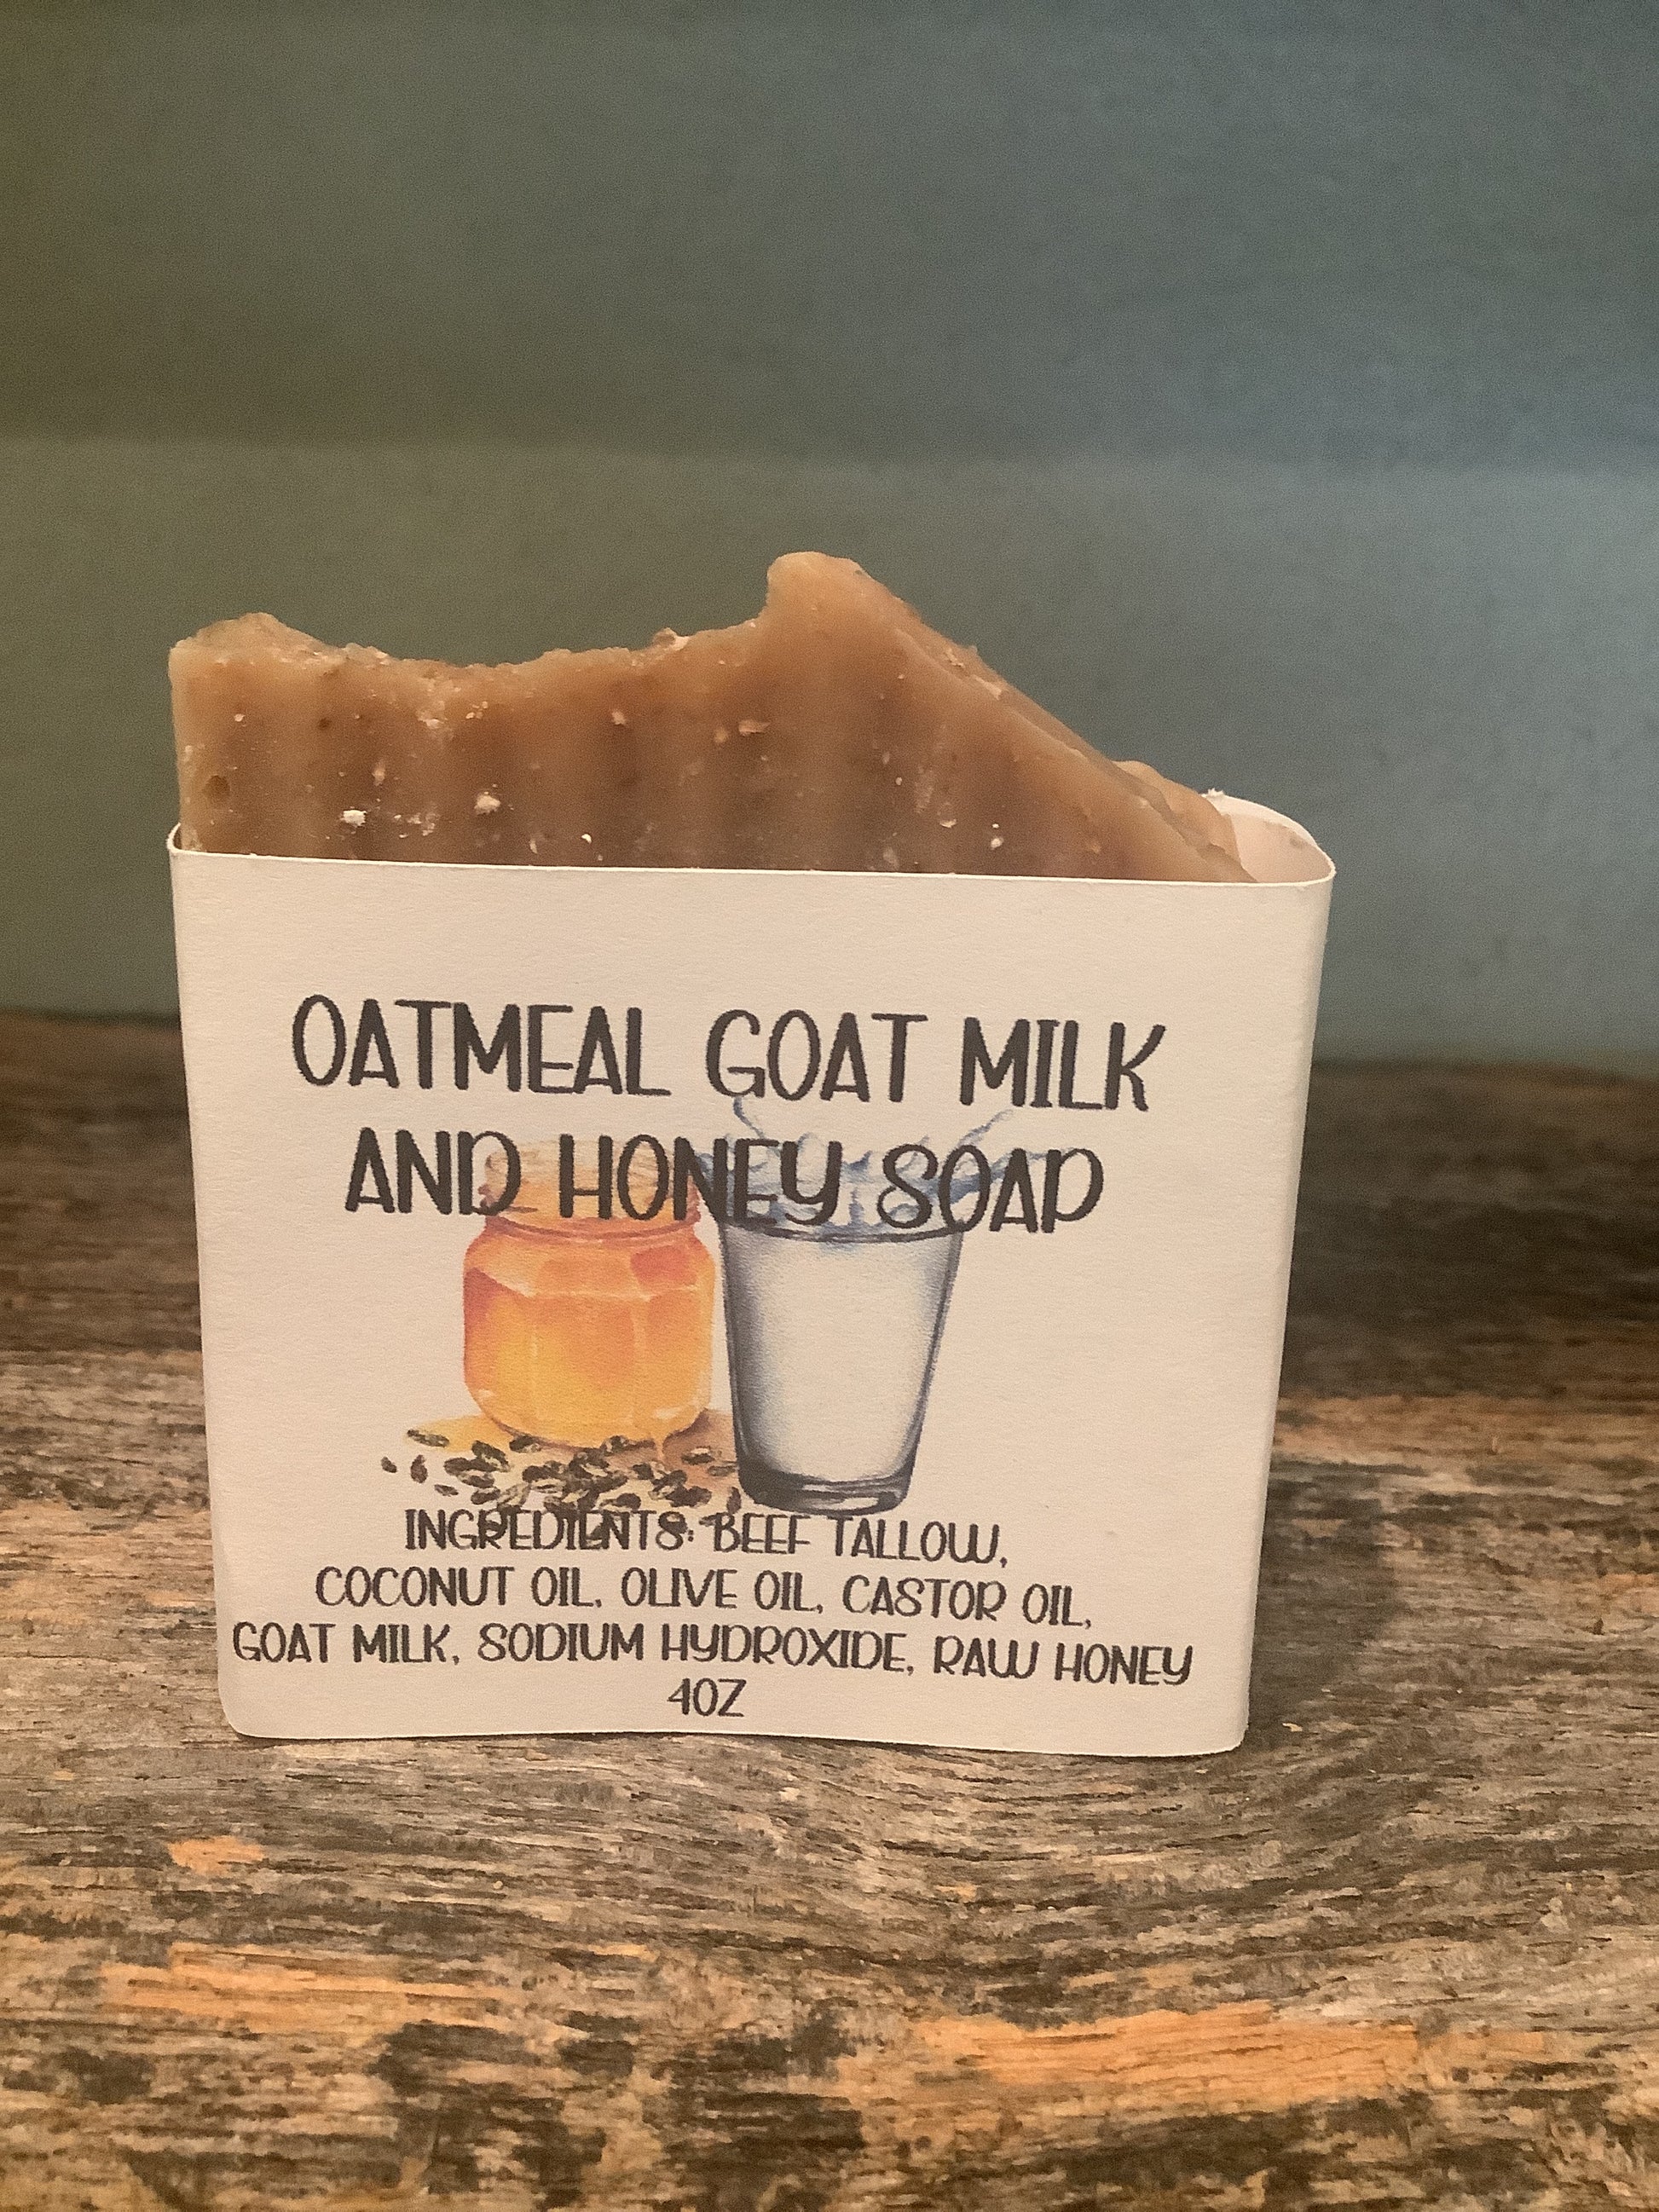 OATMEAL GOAT MILK
AND HONEY SOAP
INGREDIENTS: BEEF TALLOW,
COCONUT OIL, OLIVE OIL, CASTOR OIL,
GOAT MILK, SODIUM HYDROXIDE, RAW HONEY
4OZ